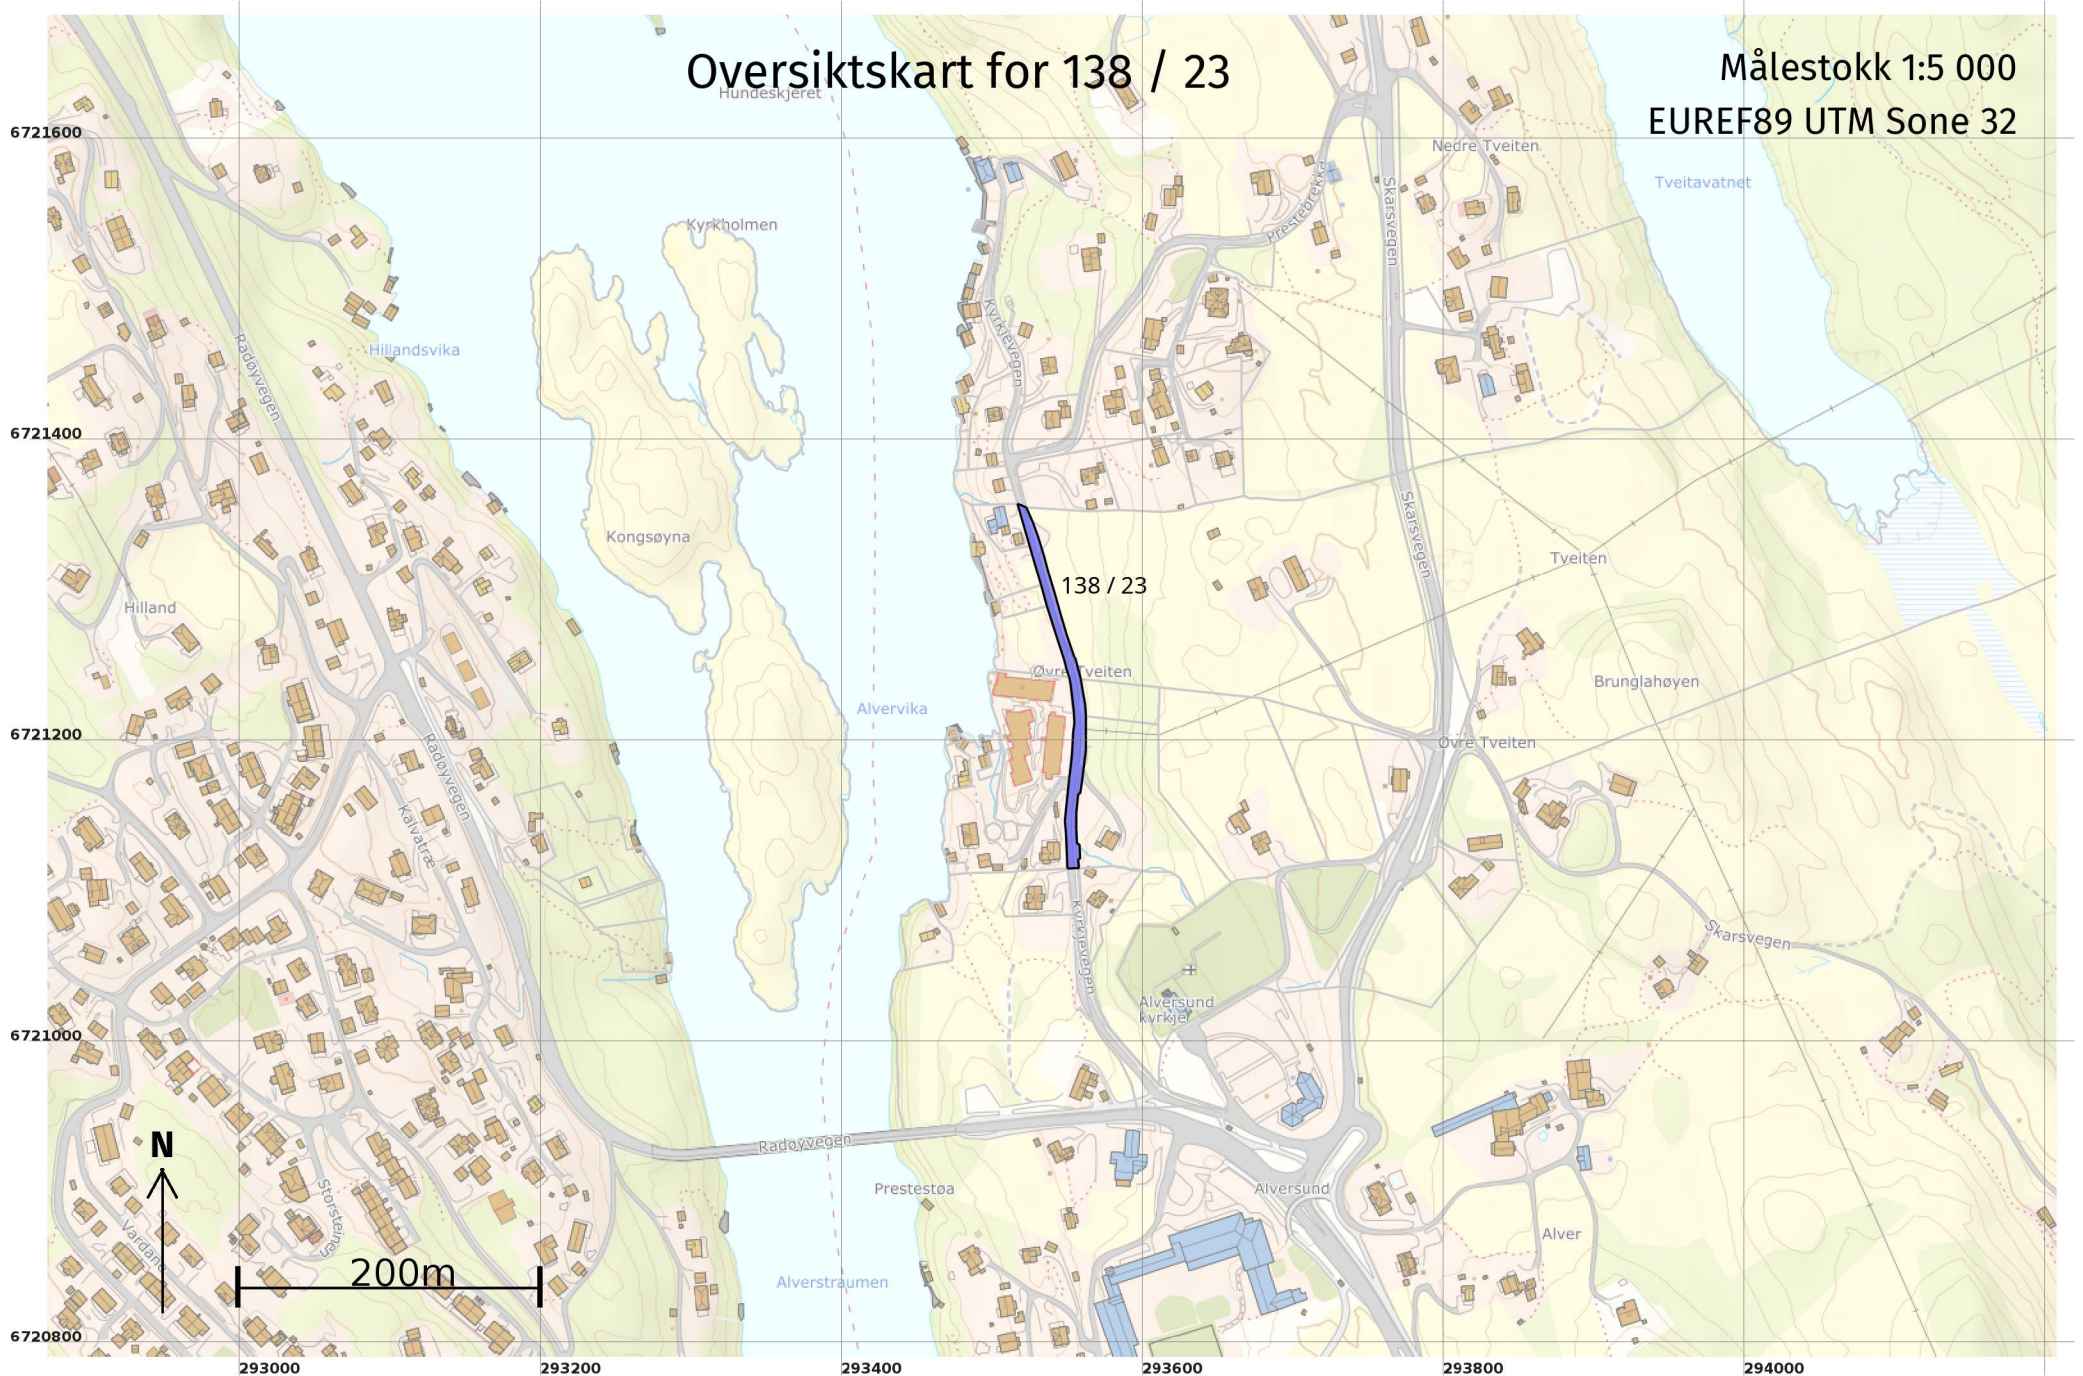 Oversiktskart for 138 / 23
Målestokk 1:5 000
EUREF89 UTM Sone 32
Hundeskjeret
6721600
Nedre Tveiten
Tveitavatnet
Prestebrekka
Skarsvegen
Kyrkholmen
Kyrkjevegen
Radøyvegen
Hillandsvika
6721400
Skarsvegen
Kongsøyna
Tveiten
138 / 23
Hilland
Øvre Tveiten
Brunglahøyen
Alvervika
6721200
Øvre Tveiten
Radøyvegen
Kalvatræ
Kyrkjevegen
Skarsvegen
Alversund
kyrkje
6721000
N
Radøyvegen
Prestestøa
Alversund
Storsteinen
Vardane
Alver
200m
Alverstraumen
6720800
293000
293200
293400
293600
293800
294000